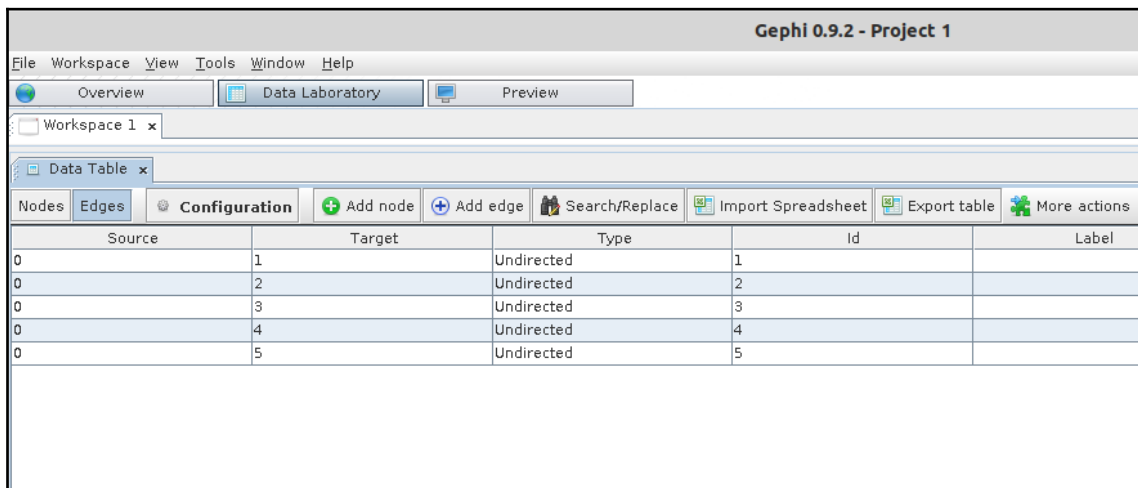 Gephi 0.9.2 - Project 1
File Workspace View Tools Window Help
Overview Data Laboratory Preview
Workspace 1 x
Data Table x
Nodes Edges Configuration Add node Add edge Search/Replace Import Spreadsheet Export table More actions
Source Target Type Id Label
0 1 Undirected 1
0 2 Undirected 2
0 3 Undirected 3
0 4 Undirected 4
0 5 Undirected 5